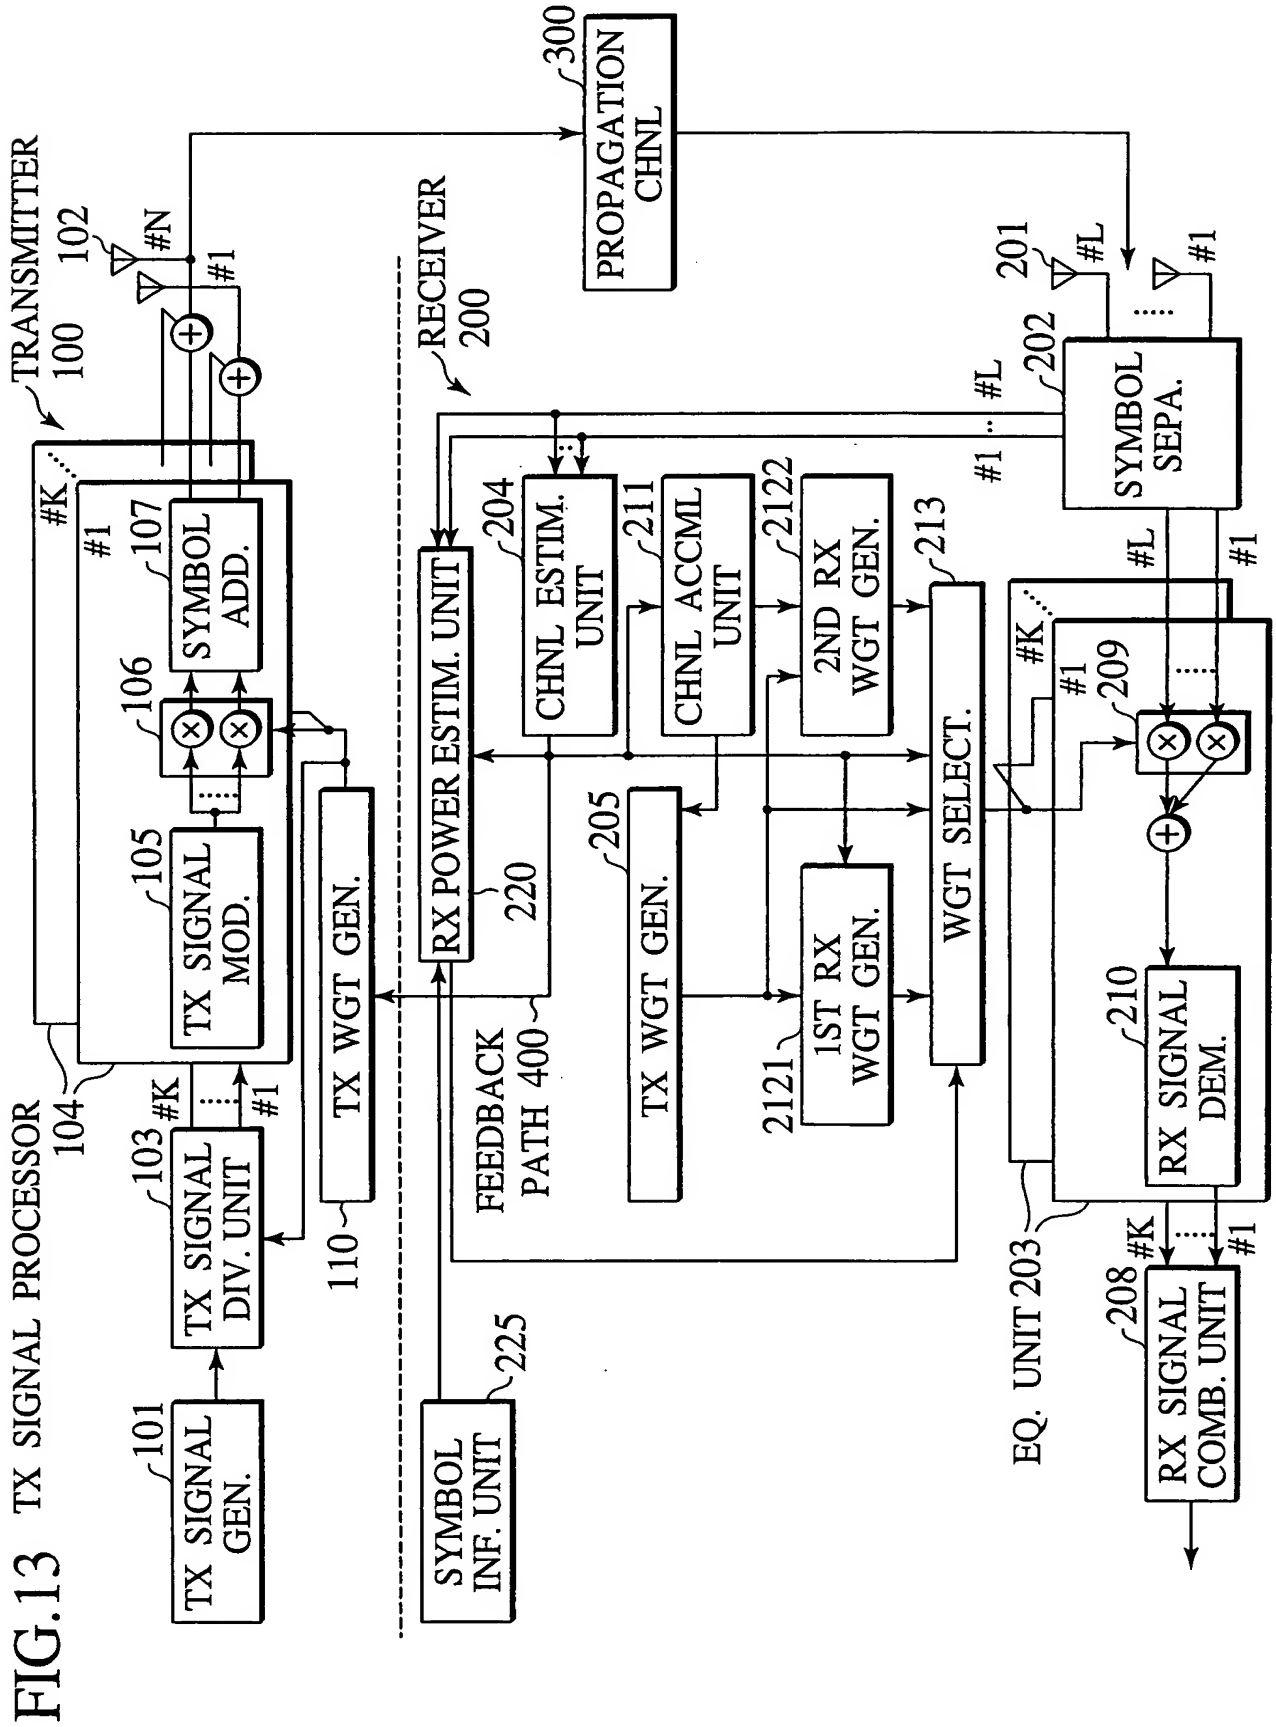 FIG.13
TX SIGNAL PROCESSOR
TRANSMITTER
100
104
#K
#1
101
TX SIGNAL
GEN.
103
TX SIGNAL
DIV. UNIT
#K
#1
105
TX SIGNAL
MOD.
106
107
SYMBOL
ADD.
102
#N
#1
110
TX WGT GEN.
300
PROPAGATION
CHNL
RECEIVER
200
SYMBOL
INF. UNIT
225
RX POWER ESTIM. UNIT
220
FEEDBACK
PATH 400
204
CHNL ESTIM.
UNIT
205
TX WGT GEN.
211
CHNL ACCML
UNIT
2121
1ST RX
WGT GEN.
2122
2ND RX
WGT GEN.
213
WGT SELECT.
#1
#L
201
#L
#1
202
SYMBOL
SEPA.
#L
#1
EQ. UNIT 203
#K
#1
209
210
RX SIGNAL
DEM.
#K
#1
208
RX SIGNAL
COMB. UNIT